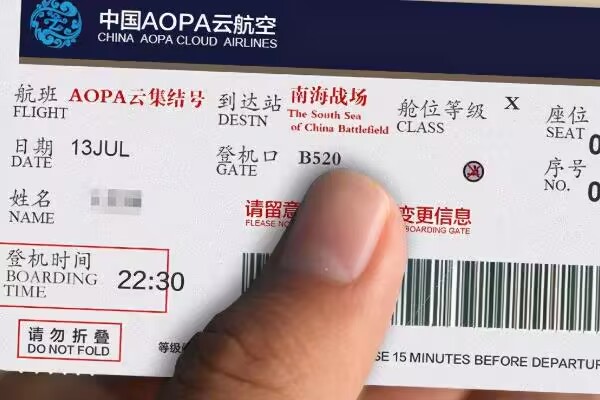 中国AOPA云航空
CHINA AOPA CLOUD AIRLINES
航班 AOPA云集结号 到达站 南海战场 舱位等级 X 座位
FLIGHT DESTN The South Sea of China Battlefield CLASS SEAT 0
日期 13JUL 登机口 B520 序号
DATE GATE NO. 0
姓名
NAME
请留意 变更信息
PLEASE BOARDING GATE
登机时间 22:30
BOARDING
TIME
请勿折叠
DO NOT FOLD
等级 15 MINUTES BEFORE DEPARTUR